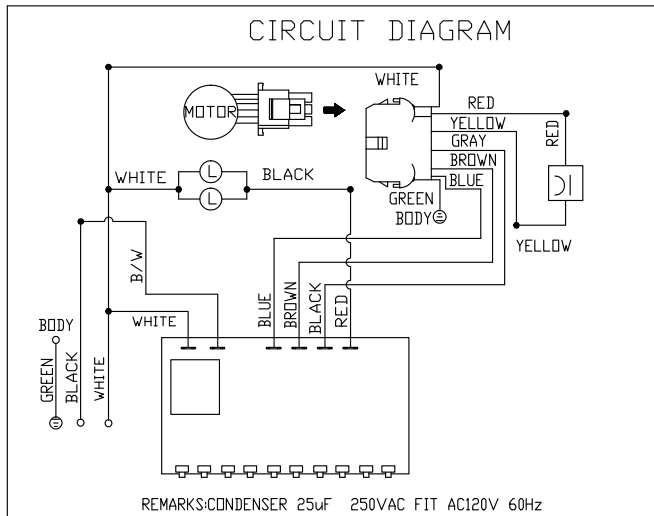 CIRCUIT DIAGRAM
WHITE
MOTOR
RED
YELLOW
GRAY
BROWN
BLUE
GREEN
BODY
RED
YELLOW
WHITE
L
L
BLACK
B/W
WHITE
BLUE
BROWN
BLACK
RED
BODY
GREEN
BLACK
WHITE
REMARKS:CONDENSER 25uF 250VAC FIT AC120V 60Hz